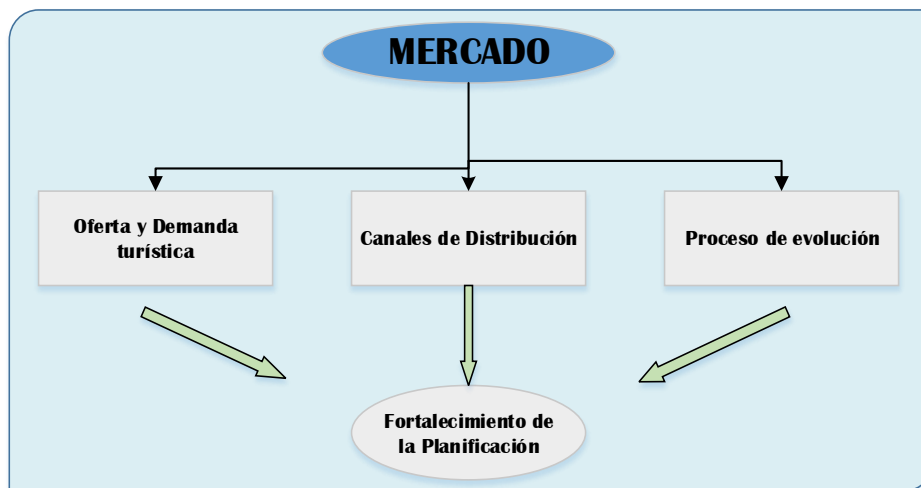 MERCADO
Oferta y Demanda
turística
Canales de Distribución
Proceso de evolución
Fortalecimiento de
la Planificación